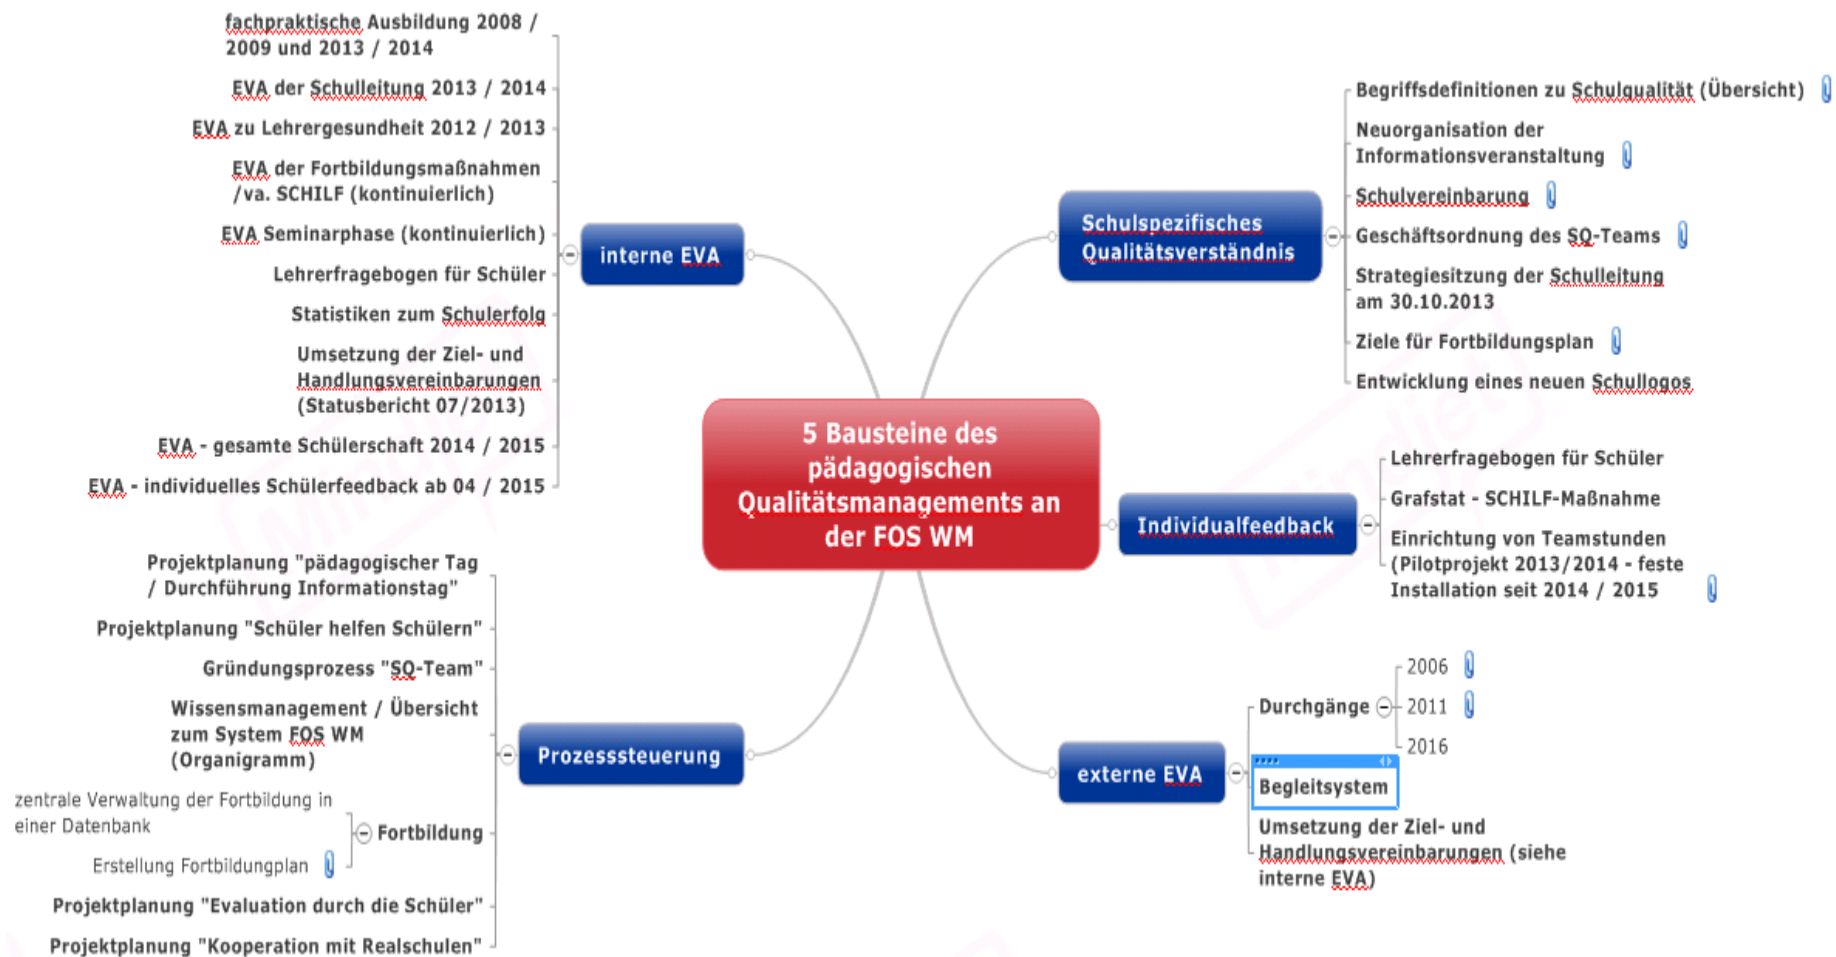 5 Bausteine des
pädagogischen
Qualitätsmanagements an
der FOS WM
Schulspezifisches
Qualitätsverständnis
Begriffsdefinitionen zu Schulqualität (Übersicht)
Neuorganisation der
Informationsveranstaltung
Schulvereinbarung
Geschäftsordnung des SQ-Teams
Strategiesitzung der Schulleitung
am 30.10.2013
Ziele für Fortbildungsplan
Entwicklung eines neuen Schullogos
Individualfeedback
Lehrerfragebogen für Schüler
Grafstat - SCHILF-Maßnahme
Einrichtung von Teamstunden
(Pilotprojekt 2013/2014 - feste
Installation seit 2014 / 2015
externe EVA
Durchgänge
2006
2011
2016
Begleitsystem
Umsetzung der Ziel- und
Handlungsvereinbarungen (siehe
interne EVA)
interne EVA
fachpraktische Ausbildung 2008 /
2009 und 2013 / 2014
EVA der Schulleitung 2013 / 2014
EVA zu Lehrergesundheit 2012 / 2013
EVA der Fortbildungsmaßnahmen
/va. SCHILF (kontinuierlich)
EVA Seminarphase (kontinuierlich)
Lehrerfragebogen für Schüler
Statistiken zum Schulerfolg
Umsetzung der Ziel- und
Handlungsvereinbarungen
(Statusbericht 07/2013)
EVA - gesamte Schülerschaft 2014 / 2015
EVA - individuelles Schülerfeedback ab 04 / 2015
Prozesssteuerung
Projektplanung "pädagogischer Tag
/ Durchführung Informationstag"
Projektplanung "Schüler helfen Schülern"
Gründungsprozess "SQ-Team"
Wissensmanagement / Übersicht
zum System FOS WM
(Organigramm)
Fortbildung
zentrale Verwaltung der Fortbildung in
einer Datenbank
Erstellung Fortbildungplan
Projektplanung "Evaluation durch die Schüler"
Projektplanung "Kooperation mit Realschulen"
Mindjet
Mindjet